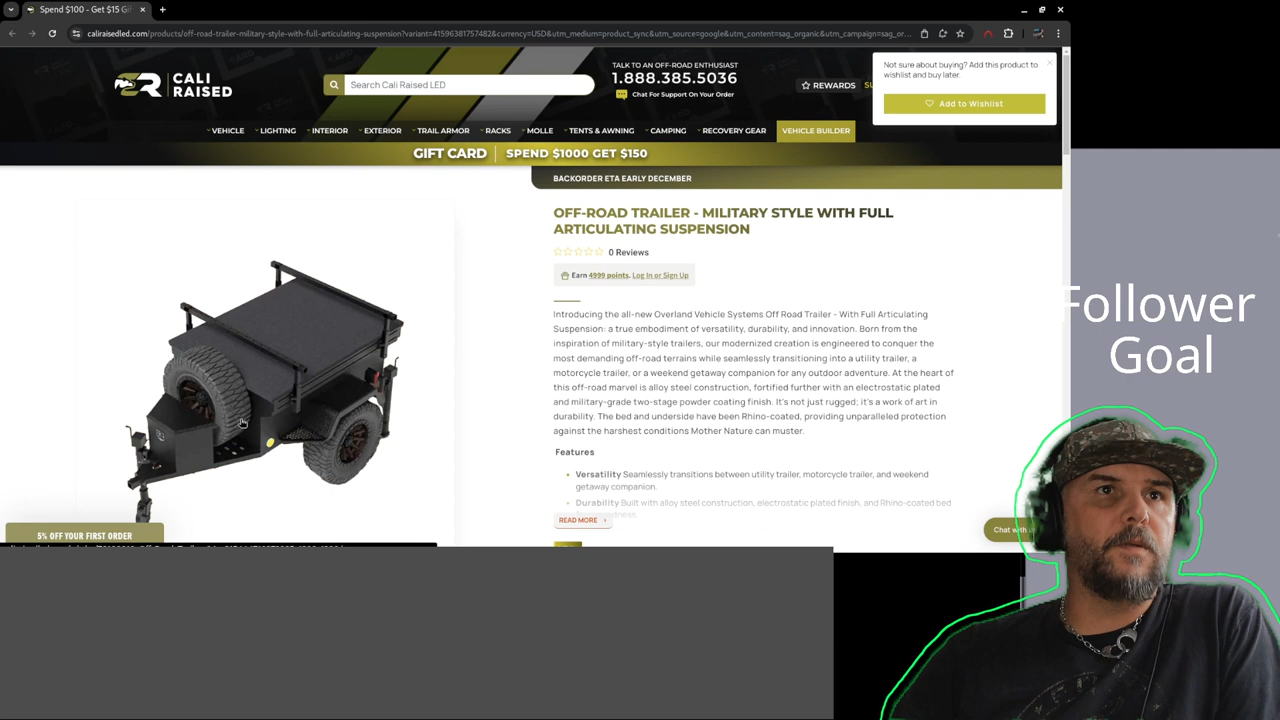 Spend $100 - Get $15 Gif
caliraisedled.com/products/off-road-trailer-military-style-with-full-articulating-suspension?variant=41596381757482&currency=USD&utm_medium=product_sync&utm_source=google&utm_content=sag_organic&utm_campaign=sag_or...
CALI
RAISED
Search Cali Raised LED
TALK TO AN OFF-ROAD ENTHUSIAST
1.888.385.5036
Chat For Support On Your Order
REWARDS
Not sure about buying? Add this product to
wishlist and buy later.
Add to Wishlist
VEHICLE LIGHTING INTERIOR EXTERIOR TRAIL ARMOR RACKS MOLLE TENTS & AWNING CAMPING RECOVERY GEAR VEHICLE BUILDER
GIFT CARD SPEND $1000 GET $150
BACKORDER ETA EARLY DECEMBER
OFF-ROAD TRAILER - MILITARY STYLE WITH FULL
ARTICULATING SUSPENSION
0 Reviews
Earn 4999 points. Log In or Sign Up
Introducing the all-new Overland Vehicle Systems Off Road Trailer - With Full Articulating
Suspension: a true embodiment of versatility, durability, and innovation. Born from the
inspiration of military-style trailers, our modernized creation is engineered to conquer the
most demanding off-road terrains while seamlessly transitioning into a utility trailer, a
motorcycle trailer, or a weekend getaway companion for any outdoor adventure. At the heart
of this off-road marvel is alloy steel construction, fortified further with an electrostatic plated
and military-grade two-stage powder coating finish. It's not just rugged; it's a work of art in
durability. The bed and underside have been Rhino-coated, providing unparalleled protection
against the harshest conditions Mother Nature can muster.
Features
Versatility Seamlessly transitions between utility trailer, motorcycle trailer, and weekend
getaway companion.
Durability Built with alloy steel construction, electrostatic plated finish, and Rhino-coated bed
READ MORE
5% OFF YOUR FIRST ORDER
Chat with
Follower
Goal